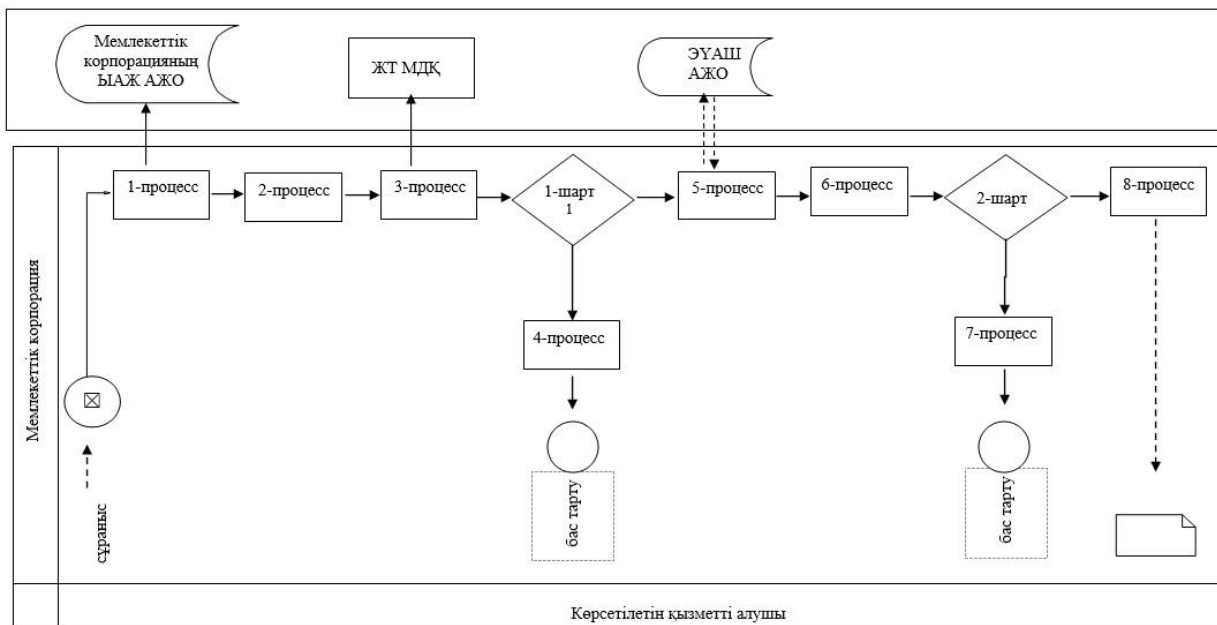 Мемлекеттік
корпорацияның
ЫАЖ АЖО
ЖТ МДҚ
ЭҮАШ
АЖО
Мемлекеттік корпорация
1-процесс
2-процесс
3-процесс
1-шарт
1
5-процесс
6-процесс
2-шарт
8-процесс
4-процесс
7-процесс
сұраныс
бас тарту
бас тарту
Көрсетілетін қызметті алушы